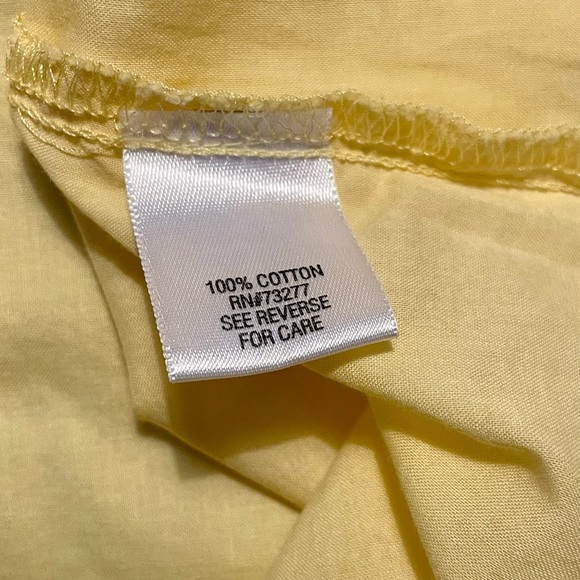 100% COTTON
RN#73277
SEE REVERSE
FOR CARE